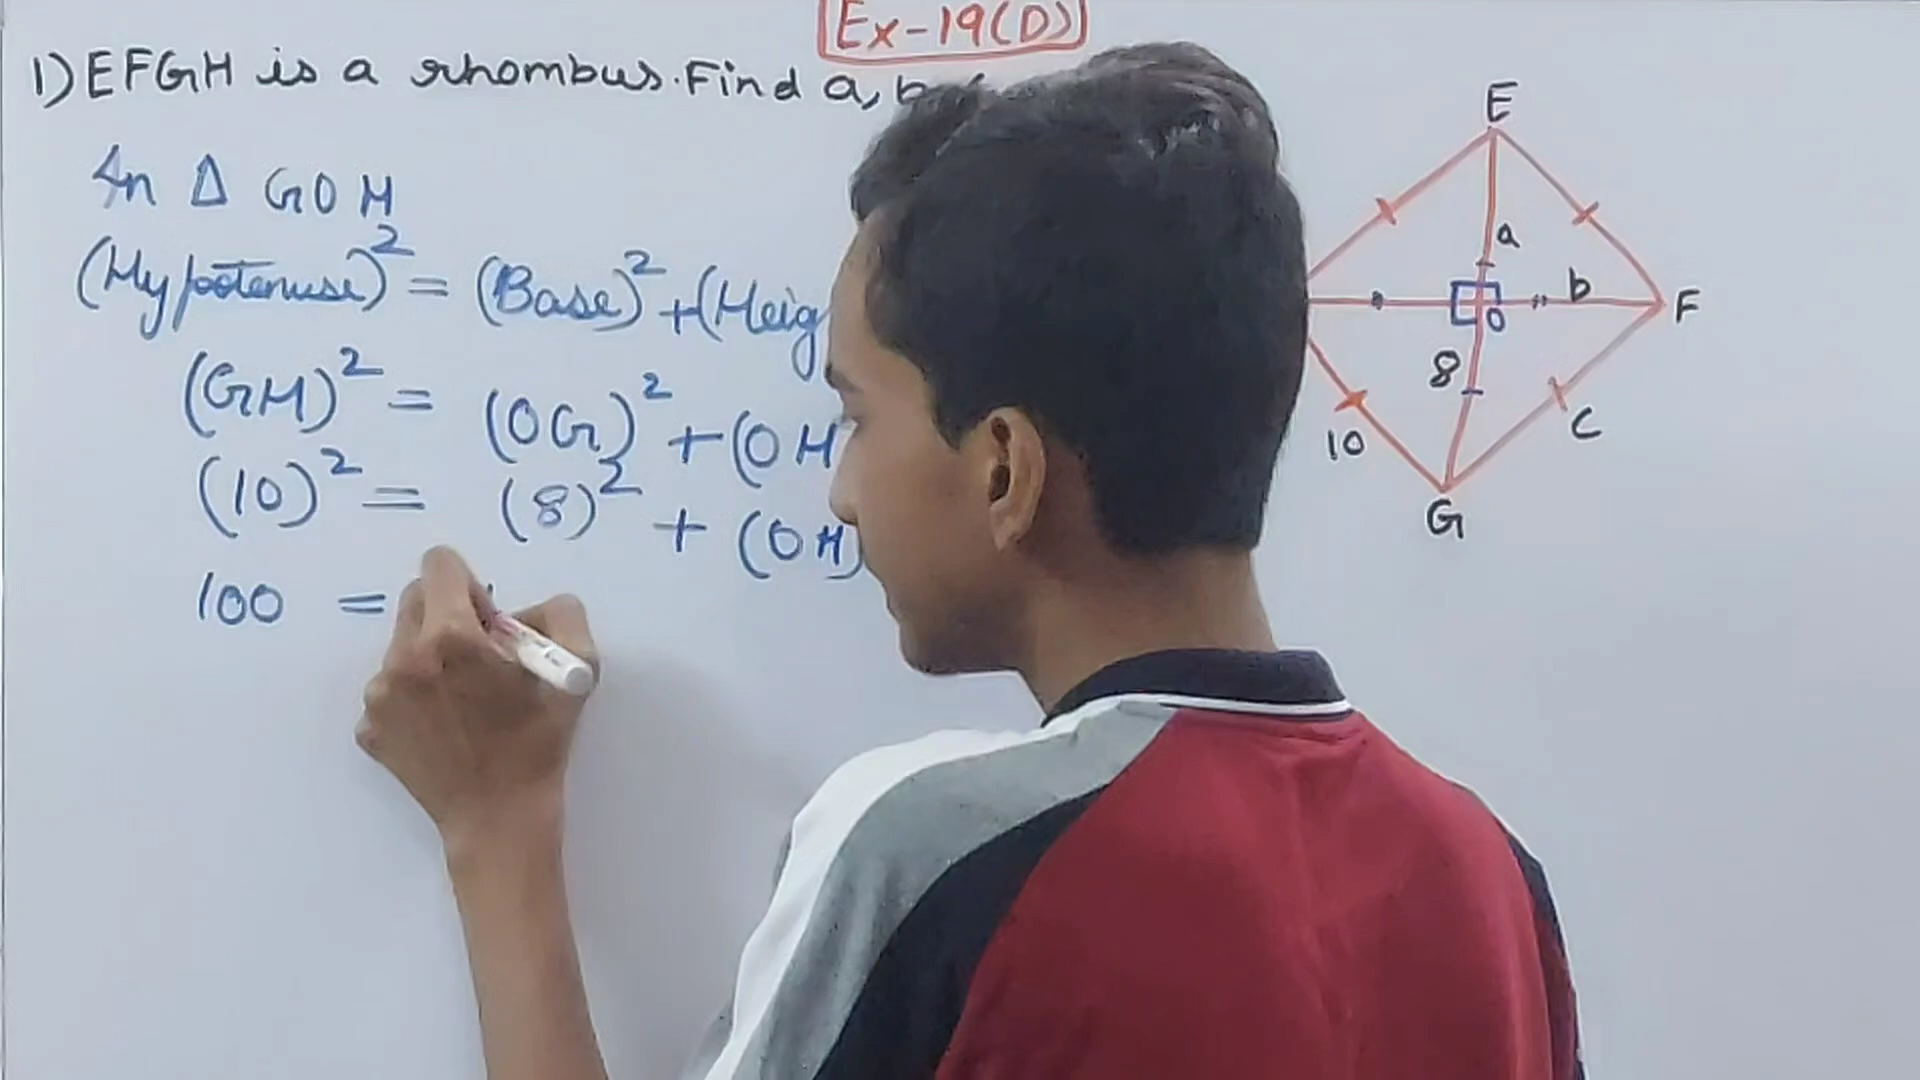 Ex-19(D)
1) EFGH is a rhombus. Find a, b
In Δ GOH
(Hypotenuse)² = (Base)² + (Heig
(GH)² = (OG)² + (OH
(10)² = (8)² + (OH)
100 =
E
a
b
F
O
8
C
10
G